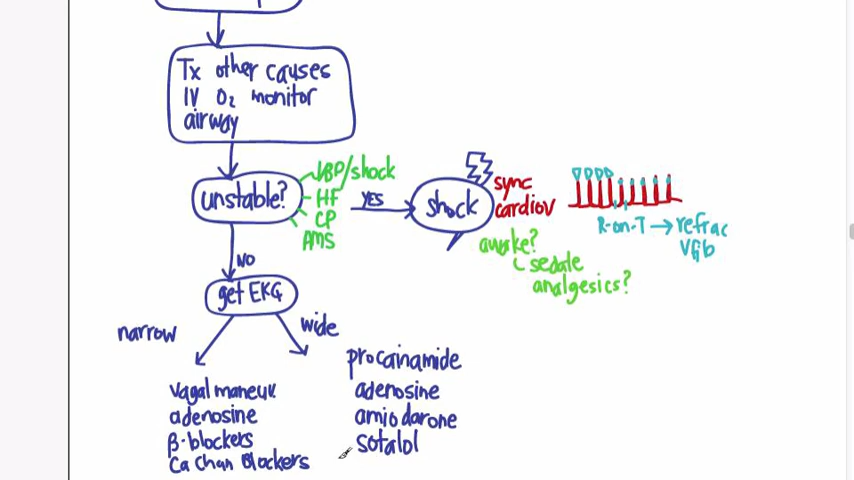 Tx other causes
IV O₂ monitor
airway
unstable?
↓BP/shock
HF
CP
AMS
YES
shock
sync
cardiov
R-on-T → refrac
Vfib
awake?
sedate
analgesics?
NO
get EKG
narrow
wide
vagal maneuv.
adenosine
β-blockers
Ca Chan Blockers
procainamide
adenosine
amiodarone
sotalol